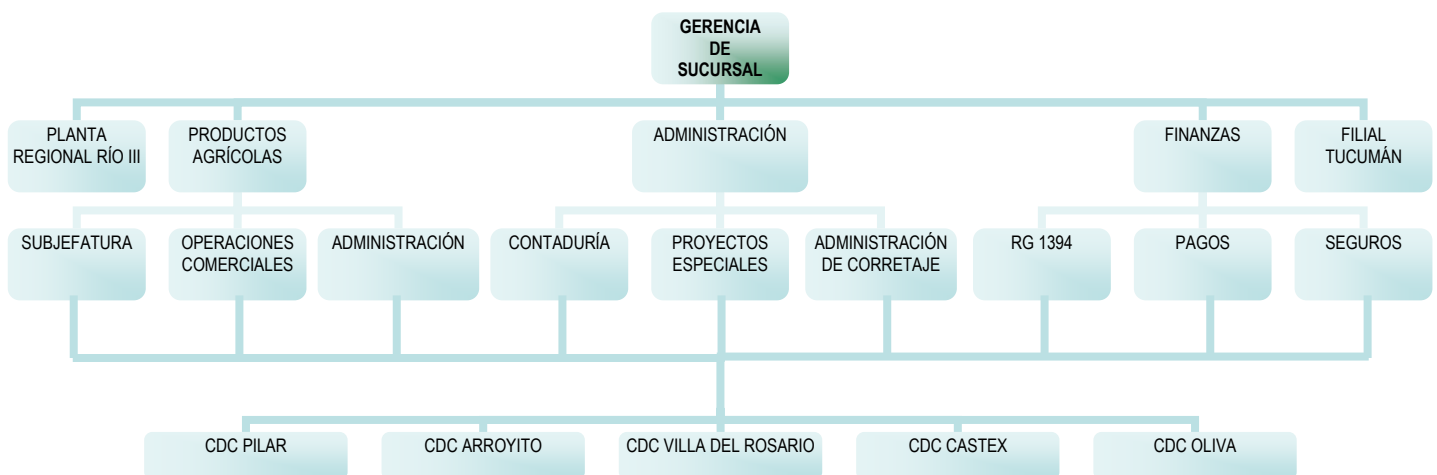 GERENCIA
DE
SUCURSAL
PLANTA
REGIONAL RÍO III
PRODUCTOS
AGRÍCOLAS
ADMINISTRACIÓN
FINANZAS
FILIAL
TUCUMÁN
SUBJEFATURA
OPERACIONES
COMERCIALES
ADMINISTRACIÓN
CONTADURÍA
PROYECTOS
ESPECIALES
ADMINISTRACIÓN
DE CORRETAJE
RG 1394
PAGOS
SEGUROS
CDC PILAR
CDC ARROYITO
CDC VILLA DEL ROSARIO
CDC CASTEX
CDC OLIVA